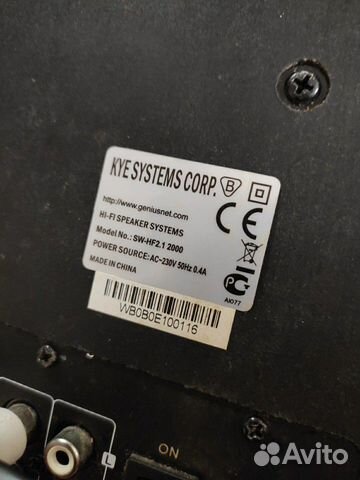 KYE SYSTEMS CORP.
B
http://www.geniusnet.com
HI-FI SPEAKER SYSTEMS
Model No.: SW-HF2.1 2000
POWER SOURCE: AC~230V 50Hz 0.4A
MADE IN CHINA
CE
AI077
WB0B0E100116
L
ON
Avito